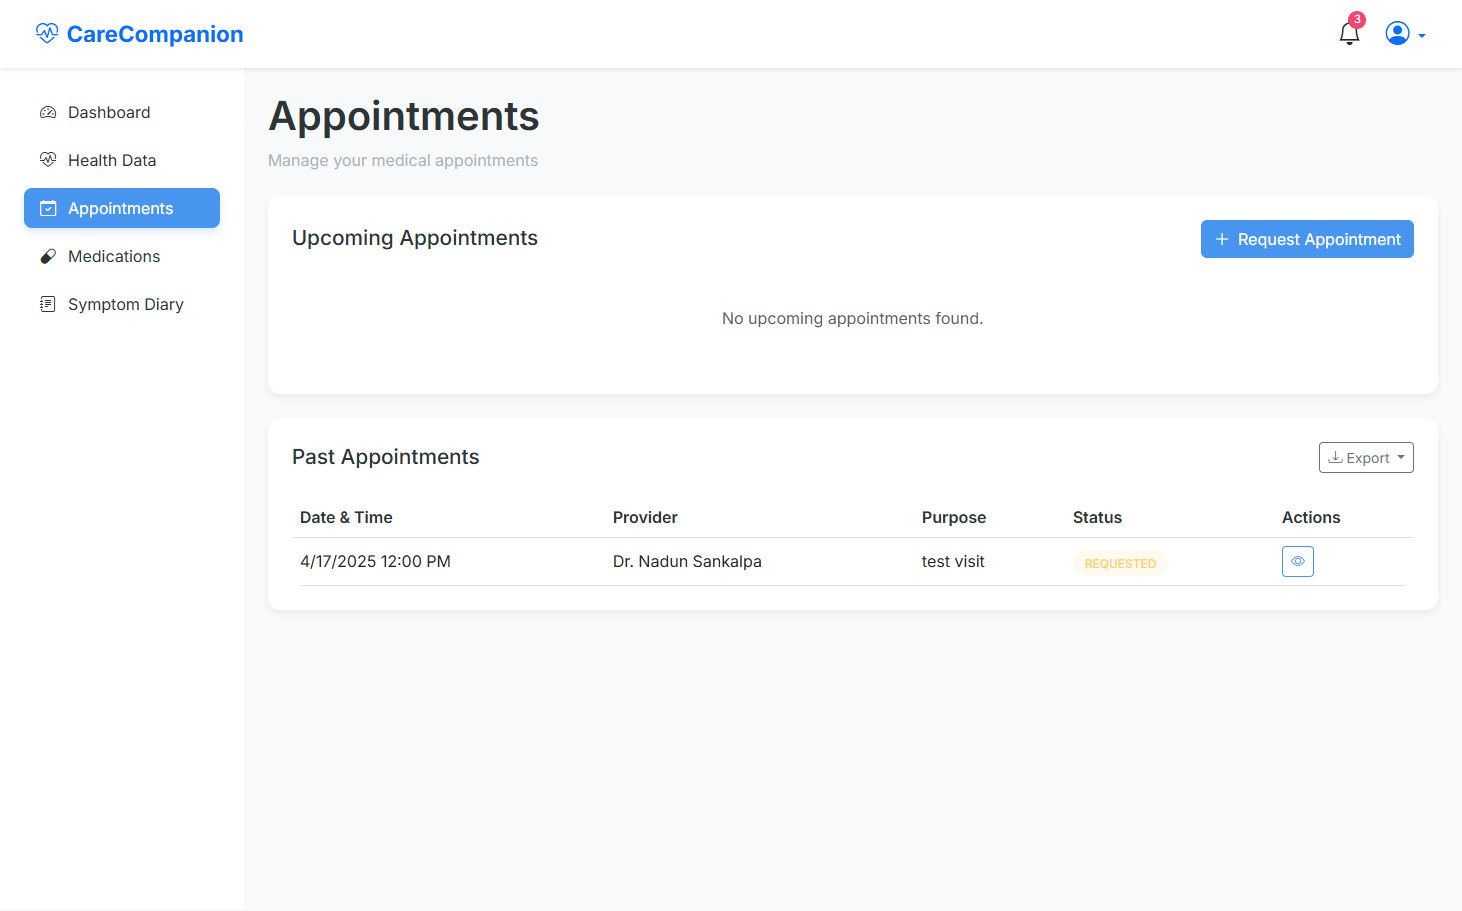 CareCompanion
3
Dashboard
Health Data
Appointments
Medications
Symptom Diary
Appointments
Manage your medical appointments
Upcoming Appointments
+ Request Appointment
No upcoming appointments found.
Past Appointments
Export
Date & Time Provider Purpose Status Actions
4/17/2025 12:00 PM Dr. Nadun Sankalpa test visit REQUESTED